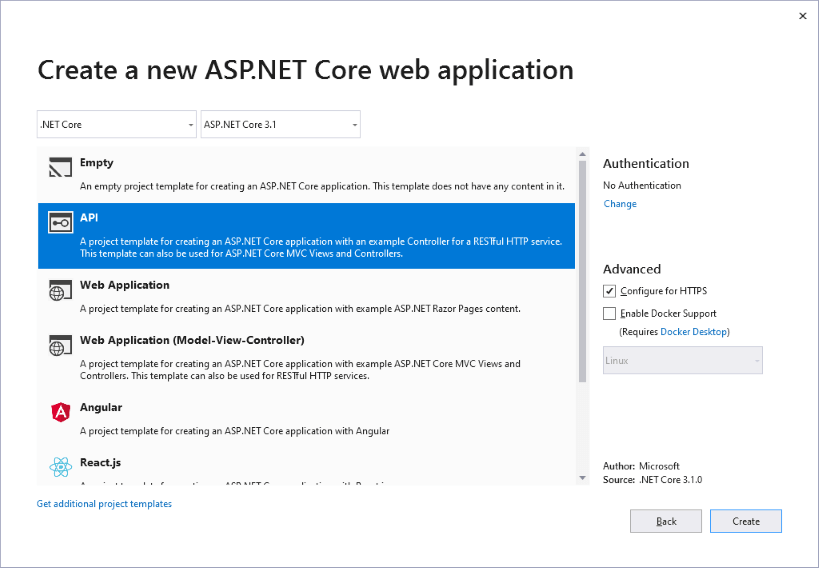 Create a new ASP.NET Core web application
.NET Core
ASP.NET Core 3.1
Empty
An empty project template for creating an ASP.NET Core application. This template does not have any content in it.
API
A project template for creating an ASP.NET Core application with an example Controller for a RESTful HTTP service.
This template can also be used for ASP.NET Core MVC Views and Controllers.
Web Application
A project template for creating an ASP.NET Core application with example ASP.NET Razor Pages content.
Web Application (Model-View-Controller)
A project template for creating an ASP.NET Core application with example ASP.NET Core MVC Views and
Controllers. This template can also be used for RESTful HTTP services.
Angular
A project template for creating an ASP.NET Core application with Angular
React.js
Get additional project templates
Authentication
No Authentication
Change
Advanced
Configure for HTTPS
Enable Docker Support
(Requires Docker Desktop)
Linux
Author: Microsoft
Source: .NET Core 3.1.0
Back
Create